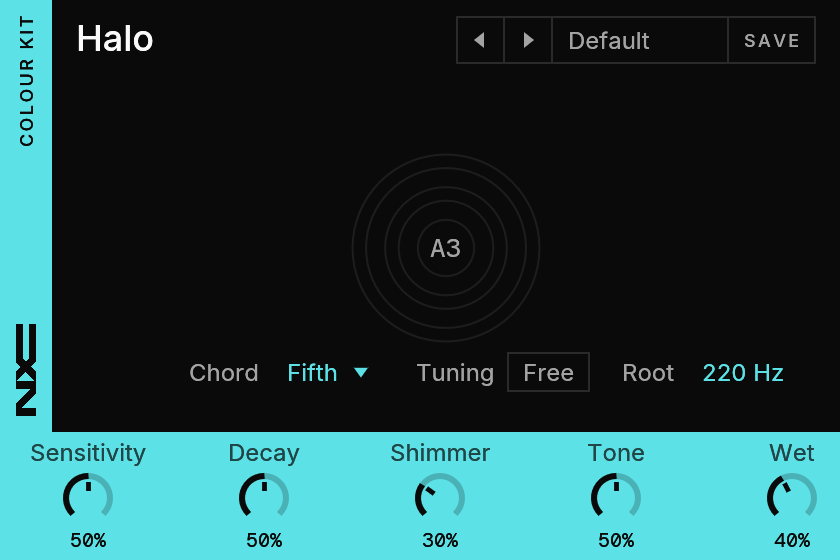 COLOUR KIT
NXE
Halo
Default
SAVE
A3
Chord Fifth Tuning Free Root 220 Hz
Sensitivity Decay Shimmer Tone Wet
50% 50% 30% 50% 40%